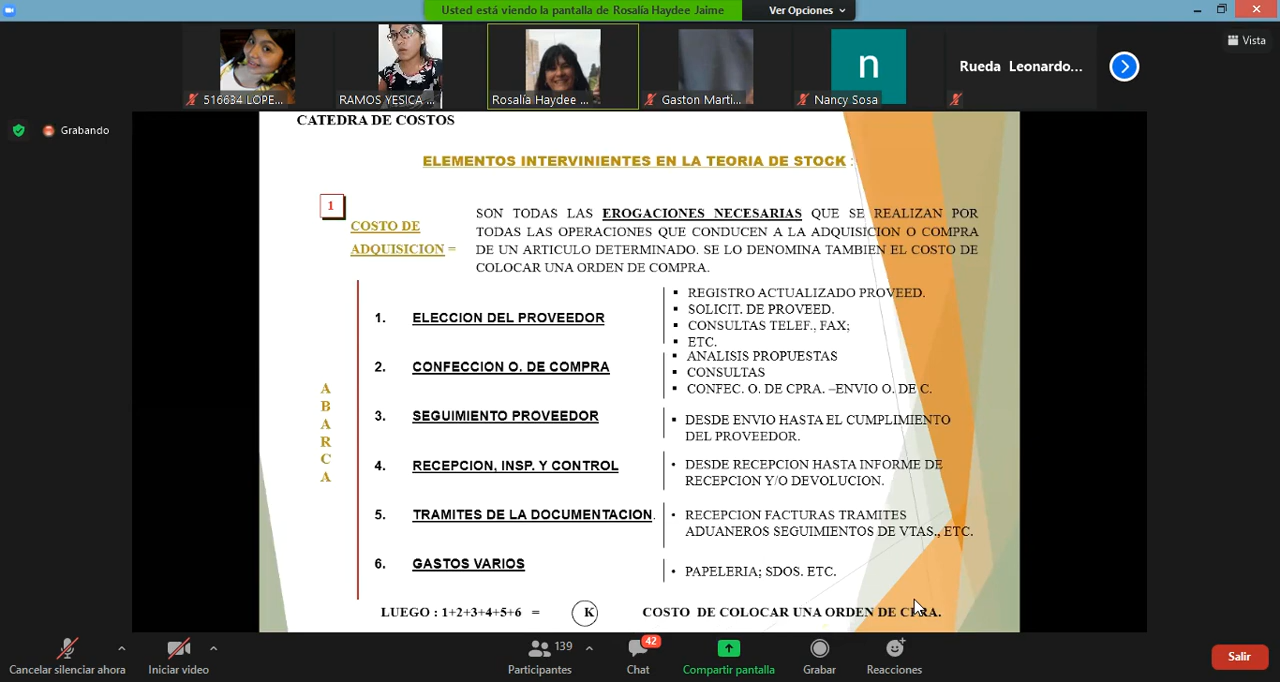 Usted está viendo la pantalla de Rosalía Haydee Jaime
Ver Opciones
Vista
516634 LOPE...
RAMOS YESICA ...
Rosalía Haydee ...
Gaston Marti...
n
Nancy Sosa
Rueda Leonardo...
Grabando
CATEDRA DE COSTOS
ELEMENTOS INTERVINIENTES EN LA TEORIA DE STOCK :
1
COSTO DE
ADQUISICION =
SON TODAS LAS EROGACIONES NECESARIAS QUE SE REALIZAN POR
TODAS LAS OPERACIONES QUE CONDUCEN A LA ADQUISICION O COMPRA
DE UN ARTICULO DETERMINADO. SE LO DENOMINA TAMBIEN EL COSTO DE
COLOCAR UNA ORDEN DE COMPRA.
A
B
A
R
C
A
1. ELECCION DEL PROVEEDOR
▪ REGISTRO ACTUALIZADO PROVEED.
▪ SOLICIT. DE PROVEED.
▪ CONSULTAS TELEF., FAX;
▪ ETC.
2. CONFECCION O. DE COMPRA
▪ ANALISIS PROPUESTAS
▪ CONSULTAS
▪ CONFEC. O. DE CPRA. –ENVIO O. DE C.
3. SEGUIMIENTO PROVEEDOR
▪ DESDE ENVIO HASTA EL CUMPLIMIENTO
DEL PROVEEDOR.
4. RECEPCION, INSP. Y CONTROL
• DESDE RECEPCION HASTA INFORME DE
RECEPCION Y/O DEVOLUCION.
5. TRAMITES DE LA DOCUMENTACION.
• RECEPCION FACTURAS TRAMITES
ADUANEROS SEGUIMIENTOS DE VTAS., ETC.
6. GASTOS VARIOS
• PAPELERIA; SDOS. ETC.
LUEGO : 1+2+3+4+5+6 = K COSTO DE COLOCAR UNA ORDEN DE CPRA.
Cancelar silenciar ahora
Iniciar video
139
Participantes
42
Chat
Compartir pantalla
Grabar
Reacciones
Salir